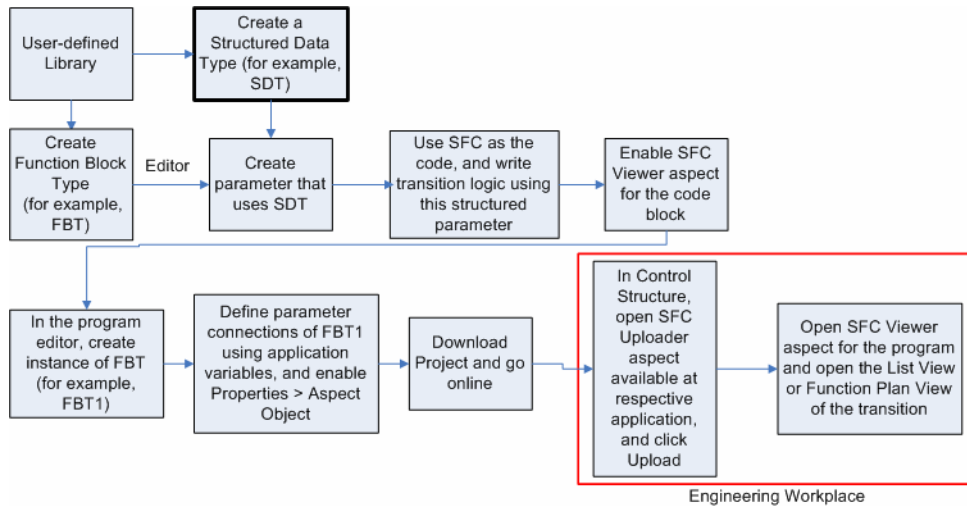 User-defined
Library
Create a
Structured Data
Type (for example,
SDT)
Create
Function Block
Type
(for example,
FBT)
Editor
Create
parameter that
uses SDT
Use SFC as the
code, and write
transition logic using
this structured
parameter
Enable SFC
Viewer aspect
for the code
block
In the program
editor, create
instance of FBT
(for example,
FBT1)
Define parameter
connections of FBT1
using application
variables, and enable
Properties > Aspect
Object
Download
Project and go
online
In Control
Structure,
open SFC
Uploader
aspect
available at
respective
application,
and click
Upload
Open SFC Viewer
aspect for the program
and open the List View
or Function Plan View
of the transition
Engineering Workplace